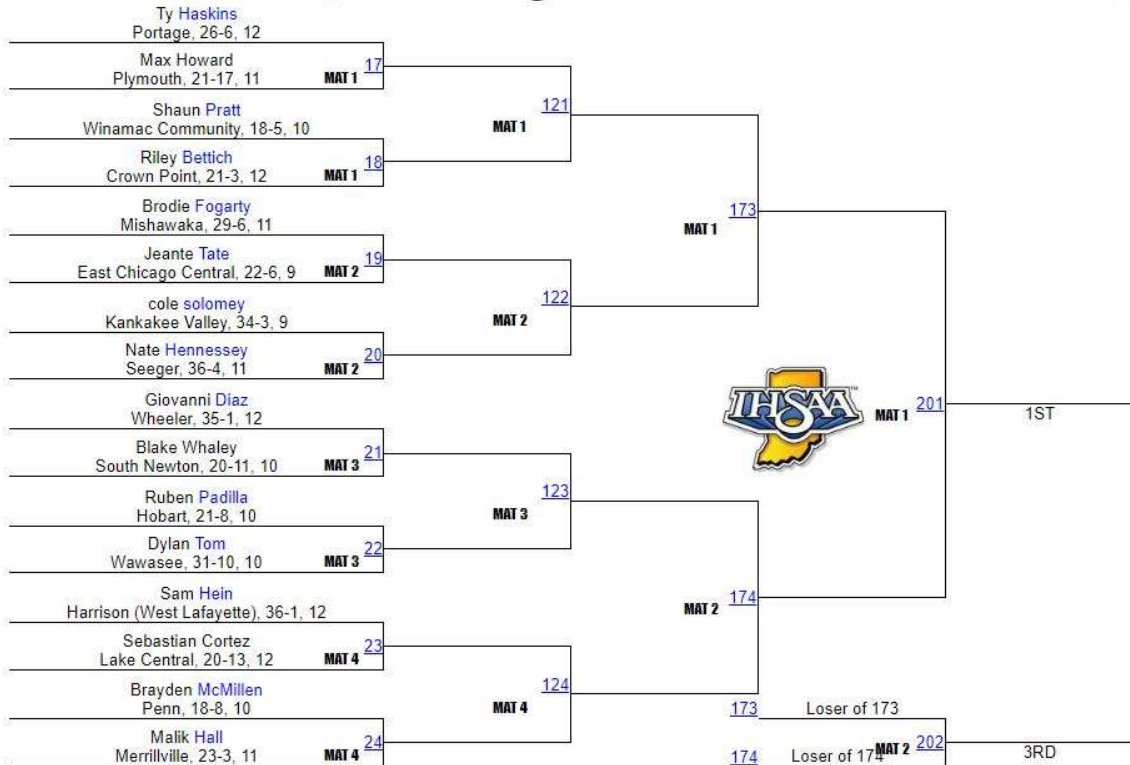 Ty Haskins
Portage, 26-6, 12
Max Howard
Plymouth, 21-17, 11
MAT 1
17
121
MAT 1
Shaun Pratt
Winamac Community, 18-5, 10
Riley Bettich
Crown Point, 21-3, 12
MAT 1
18
173
MAT 1
Brodie Fogarty
Mishawaka, 29-6, 11
Jeante Tate
East Chicago Central, 22-6, 9
MAT 2
19
122
MAT 2
cole solomey
Kankakee Valley, 34-3, 9
Nate Hennessey
Seeger, 36-4, 11
MAT 2
20
IHSAA
TM
MAT 1
201
1ST
Giovanni Diaz
Wheeler, 35-1, 12
Blake Whaley
South Newton, 20-11, 10
MAT 3
21
123
MAT 3
Ruben Padilla
Hobart, 21-8, 10
Dylan Tom
Wawasee, 31-10, 10
MAT 3
22
174
MAT 2
Sam Hein
Harrison (West Lafayette), 36-1, 12
Sebastian Cortez
Lake Central, 20-13, 12
MAT 4
23
124
MAT 4
Brayden McMillen
Penn, 18-8, 10
Malik Hall
Merrillville, 23-3, 11
MAT 4
24
173
Loser of 173
174
Loser of 174
MAT 2
202
3RD